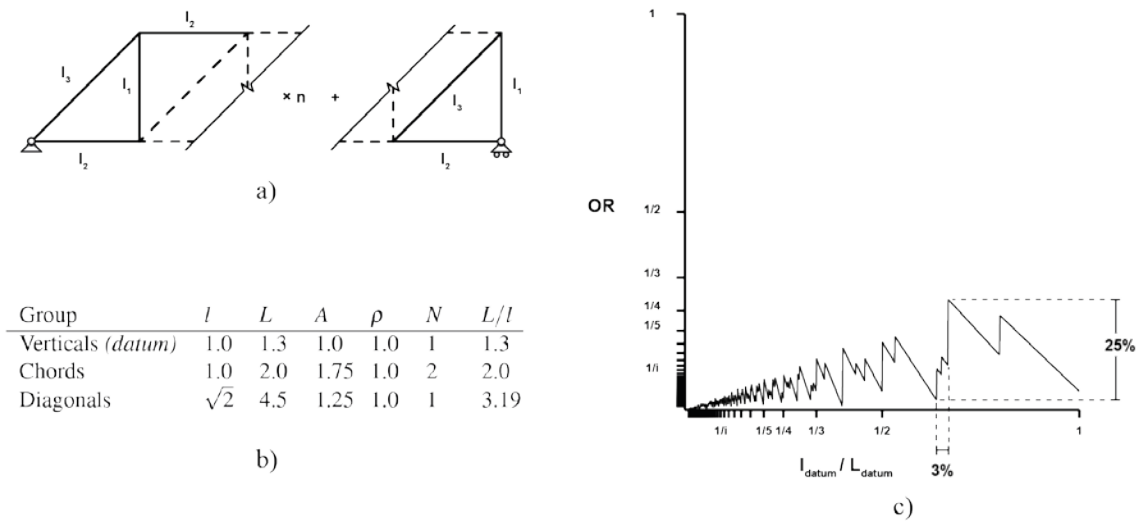 l2
l3
l1
l2
× n +
l3
l1
l2
a)
Group l L A ρ N L/l
Verticals (datum) 1.0 1.3 1.0 1.0 1 1.3
Chords 1.0 2.0 1.75 1.0 2 2.0
Diagonals √2 4.5 1.25 1.0 1 3.19
b)
1
OR
1/2
1/3
1/4
1/5
1/i
25%
1/i 1/5 1/4 1/3 1/2 1
l_datum / L_datum
3%
c)